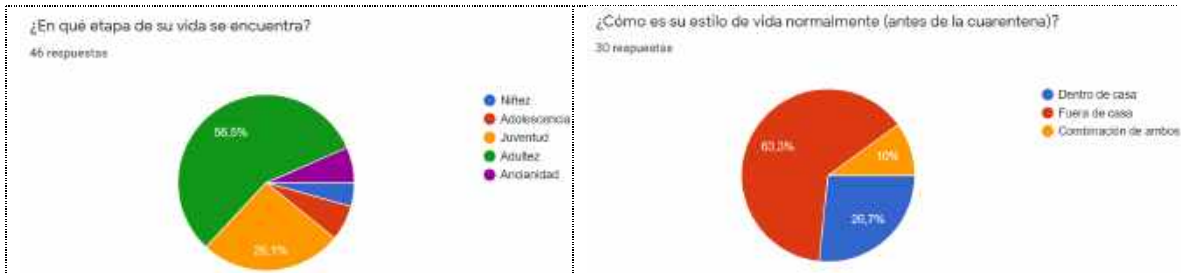 ¿En qué etapa de su vida se encuentra?
46 respuestas
Niñez
Adolescencia
Juventud
Adultez
Ancianidad
56,5%
26,1%
¿Cómo es su estilo de vida normalmente (antes de la cuarentena)?
30 respuestas
Dentro de casa
Fuera de casa
Combinación de ambos
63,3%
10%
26,7%